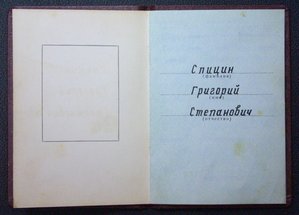 Спицин
(фамилия)
Григорий
(имя)
Степанович
(отчество)